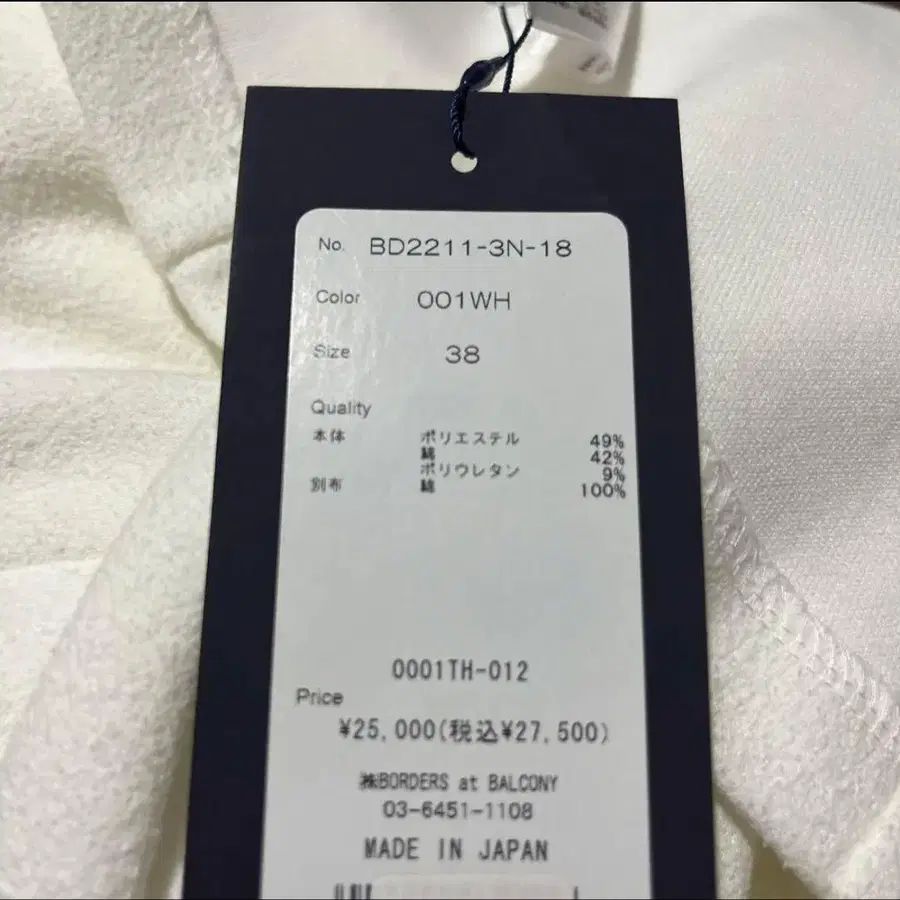 No. BD2211-3N-18
Color 001WH
Size 38
Quality
本体 ポリエステル 49%
綿 42%
ポリウレタン 9%
別布 綿 100%
0001TH-012
Price
¥25,000(税込¥27,500)
㈱BORDERS at BALCONY
03-6451-1108
MADE IN JAPAN